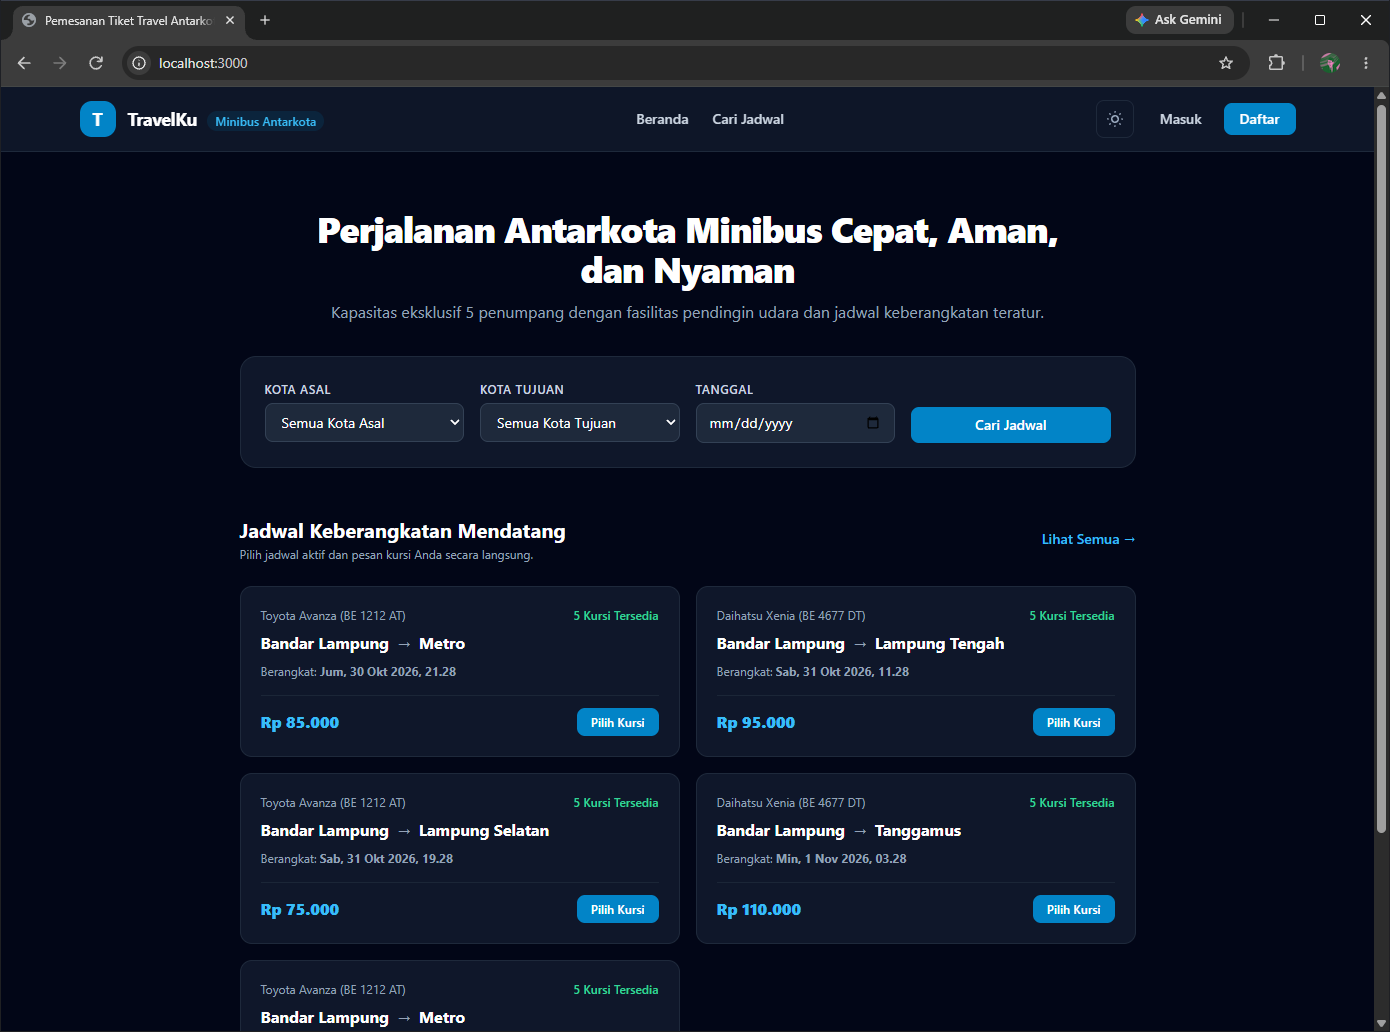 Pemesanan Tiket Travel Antarko
Ask Gemini
localhost:3000
T
TravelKu
Minibus Antarkota
Beranda
Cari Jadwal
Masuk
Daftar
Perjalanan Antarkota Minibus Cepat, Aman,
dan Nyaman
Kapasitas eksklusif 5 penumpang dengan fasilitas pendingin udara dan jadwal keberangkatan teratur.
KOTA ASAL
KOTA TUJUAN
TANGGAL
Semua Kota Asal
Semua Kota Tujuan
mm/dd/yyyy
Cari Jadwal
Jadwal Keberangkatan Mendatang
Pilih jadwal aktif dan pesan kursi Anda secara langsung.
Lihat Semua →
Toyota Avanza (BE 1212 AT)
5 Kursi Tersedia
Bandar Lampung → Metro
Berangkat: Jum, 30 Okt 2026, 21.28
Rp 85.000
Pilih Kursi
Daihatsu Xenia (BE 4677 DT)
5 Kursi Tersedia
Bandar Lampung → Lampung Tengah
Berangkat: Sab, 31 Okt 2026, 11.28
Rp 95.000
Pilih Kursi
Toyota Avanza (BE 1212 AT)
5 Kursi Tersedia
Bandar Lampung → Lampung Selatan
Berangkat: Sab, 31 Okt 2026, 19.28
Rp 75.000
Pilih Kursi
Daihatsu Xenia (BE 4677 DT)
5 Kursi Tersedia
Bandar Lampung → Tanggamus
Berangkat: Min, 1 Nov 2026, 03.28
Rp 110.000
Pilih Kursi
Toyota Avanza (BE 1212 AT)
5 Kursi Tersedia
Bandar Lampung → Metro